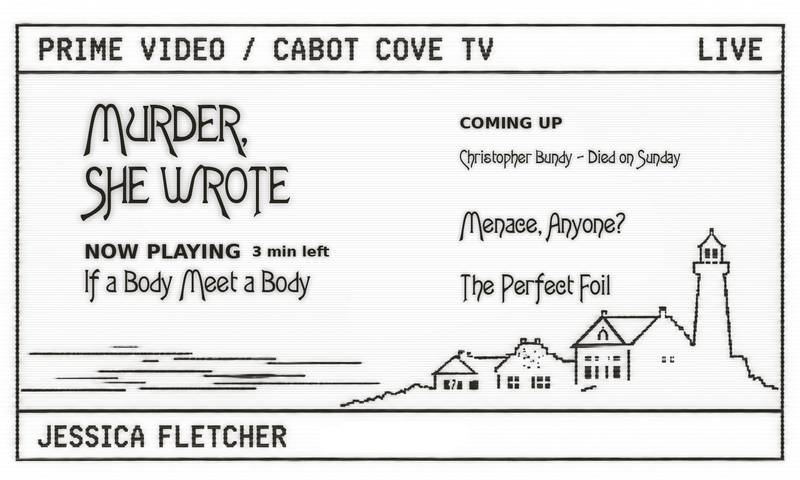 PRIME VIDEO / CABOT COVE TV LIVE
MURDER,
SHE WROTE
NOW PLAYING 3 min left
If a Body Meet a Body
COMING UP
Christopher Bundy - Died on Sunday
Menace, Anyone?
The Perfect Foil
JESSICA FLETCHER